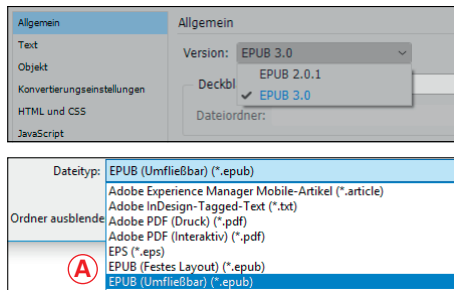 Allgemein
Text
Objekt
Konvertierungseinstellungen
HTML und CSS
JavaScript
Allgemein
Version: EPUB 3.0
EPUB 2.0.1
✓ EPUB 3.0
Deckbl
Dateiordner:
Dateityp: EPUB (Umfließbar) (*.epub)
Adobe Experience Manager Mobile-Artikel (*.article)
Adobe InDesign-Tagged-Text (*.txt)
Ordner ausblende
Adobe PDF (Druck) (*.pdf)
Adobe PDF (Interaktiv) (*.pdf)
EPS (*.eps)
EPUB (Festes Layout) (*.epub)
A
EPUB (Umfließbar) (*.epub)